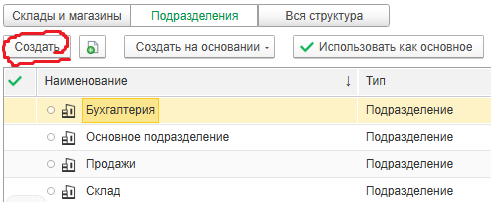 Склады и магазины Подразделения Вся структура
Создать Создать на основании Использовать как основное
Наименование ↓ Тип
Бухгалтерия Подразделение
Основное подразделение Подразделение
Продажи Подразделение
Склад Подразделение